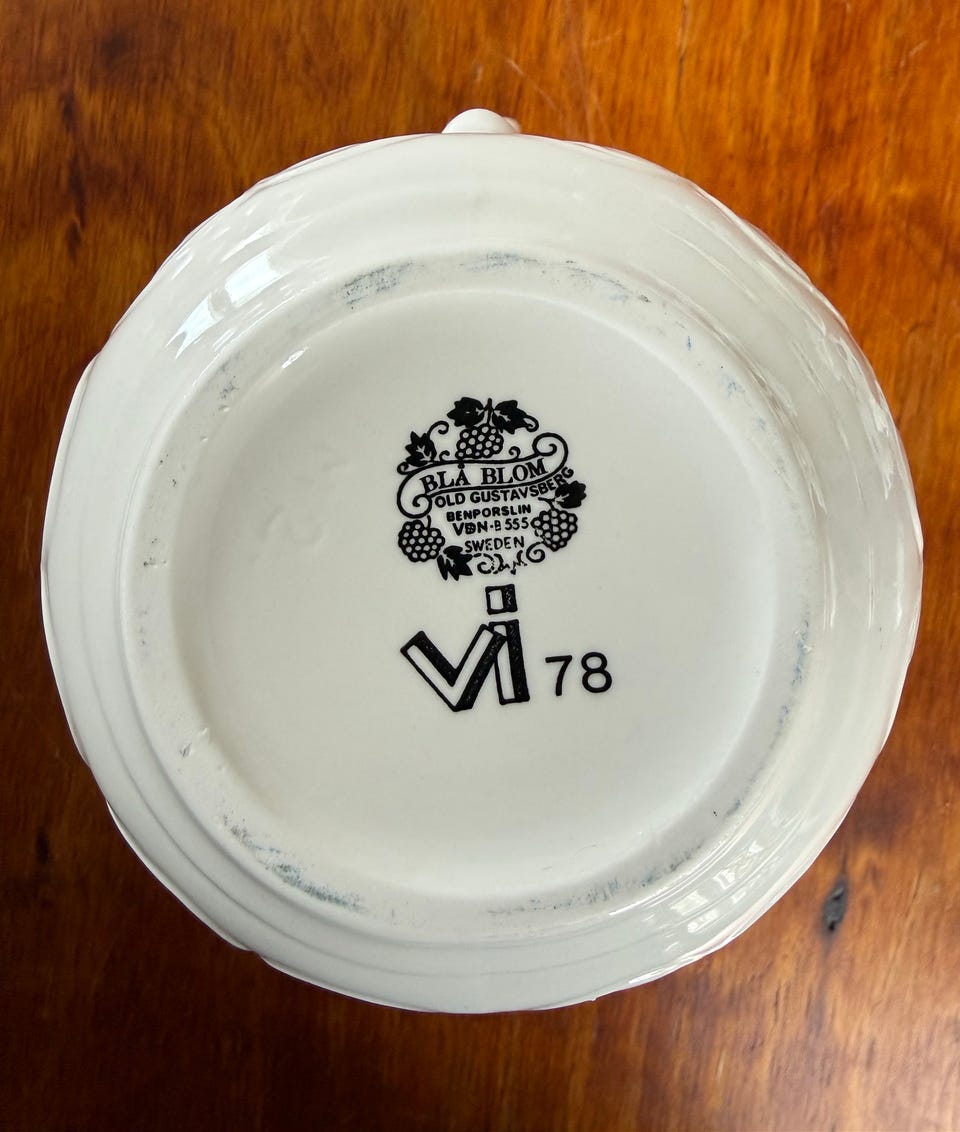 BLÅ BLOM
OLD GUSTAVSBERG
BENPORSLIN
VDN-B 555
SWEDEN
Vi 78